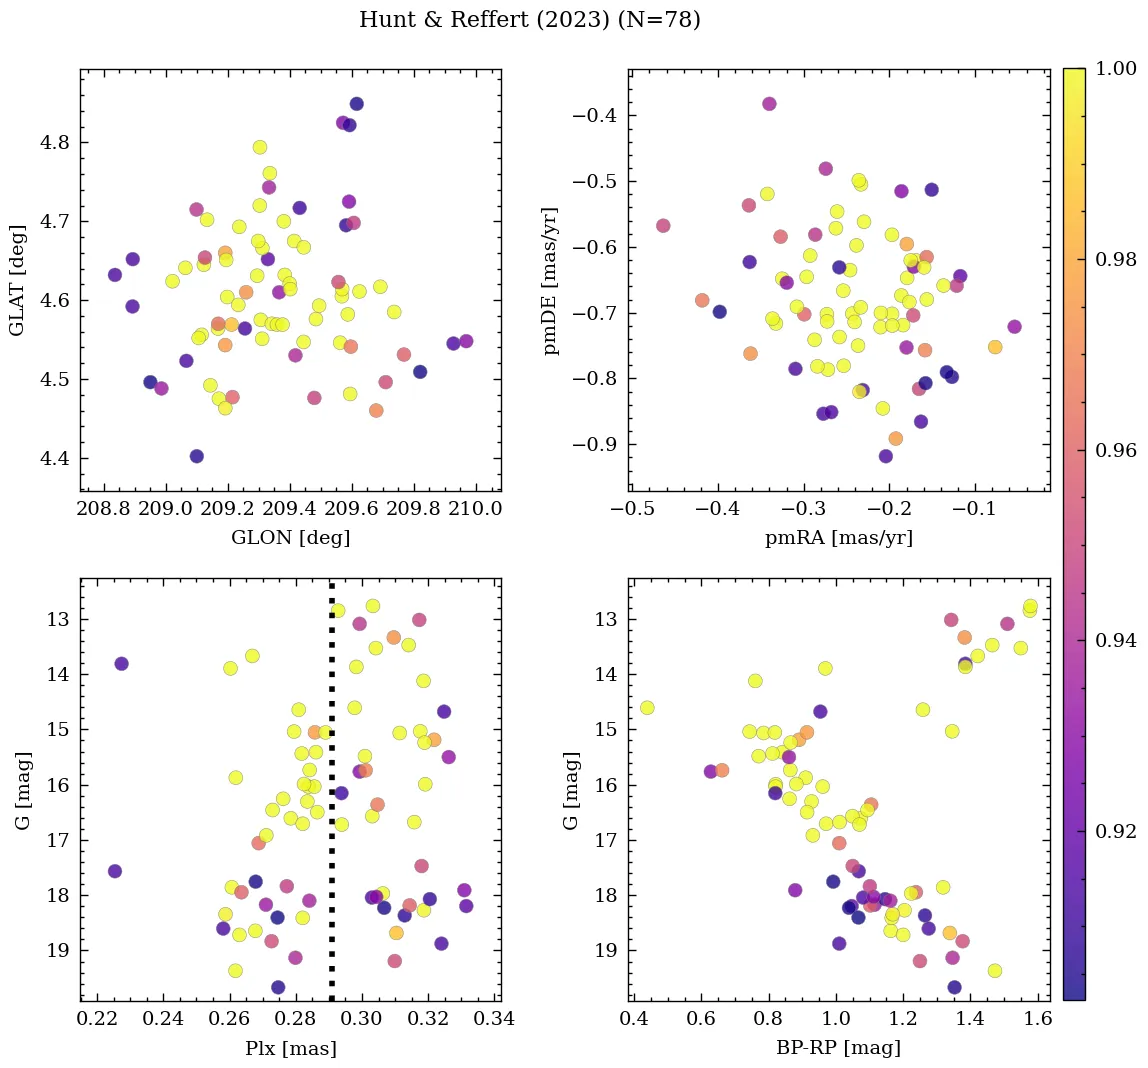 Hunt & Reffert (2023) (N=78)
4.8
4.7
4.6
4.5
4.4
GLAT [deg]
208.8 209.0 209.2 209.4 209.6 209.8 210.0
GLON [deg]
−0.4
−0.5
−0.6
−0.7
−0.8
−0.9
pmDE [mas/yr]
−0.5 −0.4 −0.3 −0.2 −0.1
pmRA [mas/yr]
1.00
0.98
0.96
0.94
0.92
13
14
15
16
17
18
19
G [mag]
0.22 0.24 0.26 0.28 0.30 0.32 0.34
Plx [mas]
13
14
15
16
17
18
19
G [mag]
0.4 0.6 0.8 1.0 1.2 1.4 1.6
BP-RP [mag]